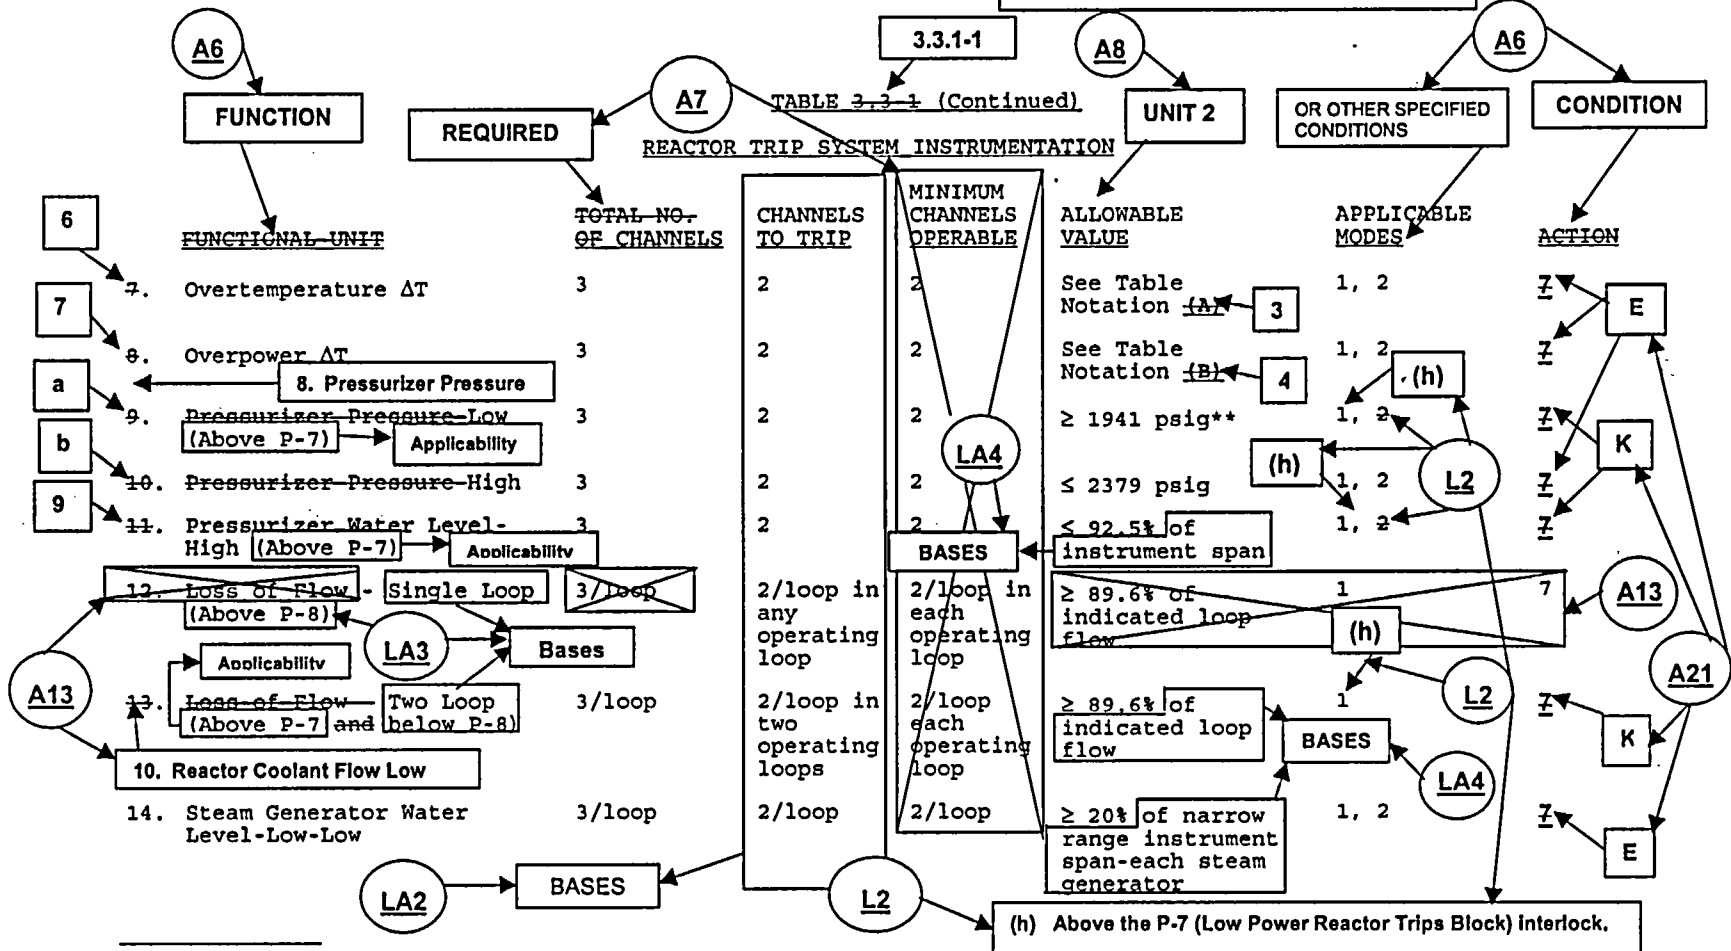 A6
3.3.1-1
A8
A6
FUNCTION
REQUIRED
A7
TABLE 3.3-1 (Continued)
UNIT 2
OR OTHER SPECIFIED
CONDITIONS
CONDITION
REACTOR TRIP SYSTEM INSTRUMENTATION
FUNCTIONAL UNIT
TOTAL NO.
OF CHANNELS
CHANNELS
TO TRIP
MINIMUM
CHANNELS
OPERABLE
ALLOWABLE
VALUE
APPLICABLE
MODES
ACTION
6
7. Overtemperature ΔT 3 2 2 See Table 1, 2 7
Notation (A)
3
E
7
8. Overpower ΔT 3 2 2 See Table 1, 2 7
Notation (B)
4
(h)
a
8. Pressurizer Pressure
9. Pressurizer Pressure-Low 3 2 2 ≥ 1941 psig** 1, 2 7
(Above P-7)
Applicability
LA4
K
b
(h)
L2
10. Pressurizer Pressure-High 3 2 2 ≤ 2379 psig 1, 2 7
9
11. Pressurizer Water Level- 3 2 2 ≤ 92.5% of 1, 2 7
High (Above P-7) instrument span
Applicability
BASES
12. Loss of Flow - Single Loop 3/loop 2/loop in 2/loop in ≥ 89.6% of 1 7
(Above P-8) any each indicated loop
operating operating flow
loop loop
A13
(h)
LA3
Bases
Applicability
A13
L2
A21
13. Loss of Flow - Two Loop 3/loop 2/loop in 2/loop ≥ 89.6% of 1 7
(Above P-7 and below P-8) two each indicated loop
operating operating flow
loops loop
BASES
K
10. Reactor Coolant Flow Low
LA4
14. Steam Generator Water 3/loop 2/loop 2/loop ≥ 20% of narrow 1, 2 7
Level-Low-Low range instrument
span-each steam
generator
E
LA2
BASES
L2
(h) Above the P-7 (Low Power Reactor Trips Block) interlock.